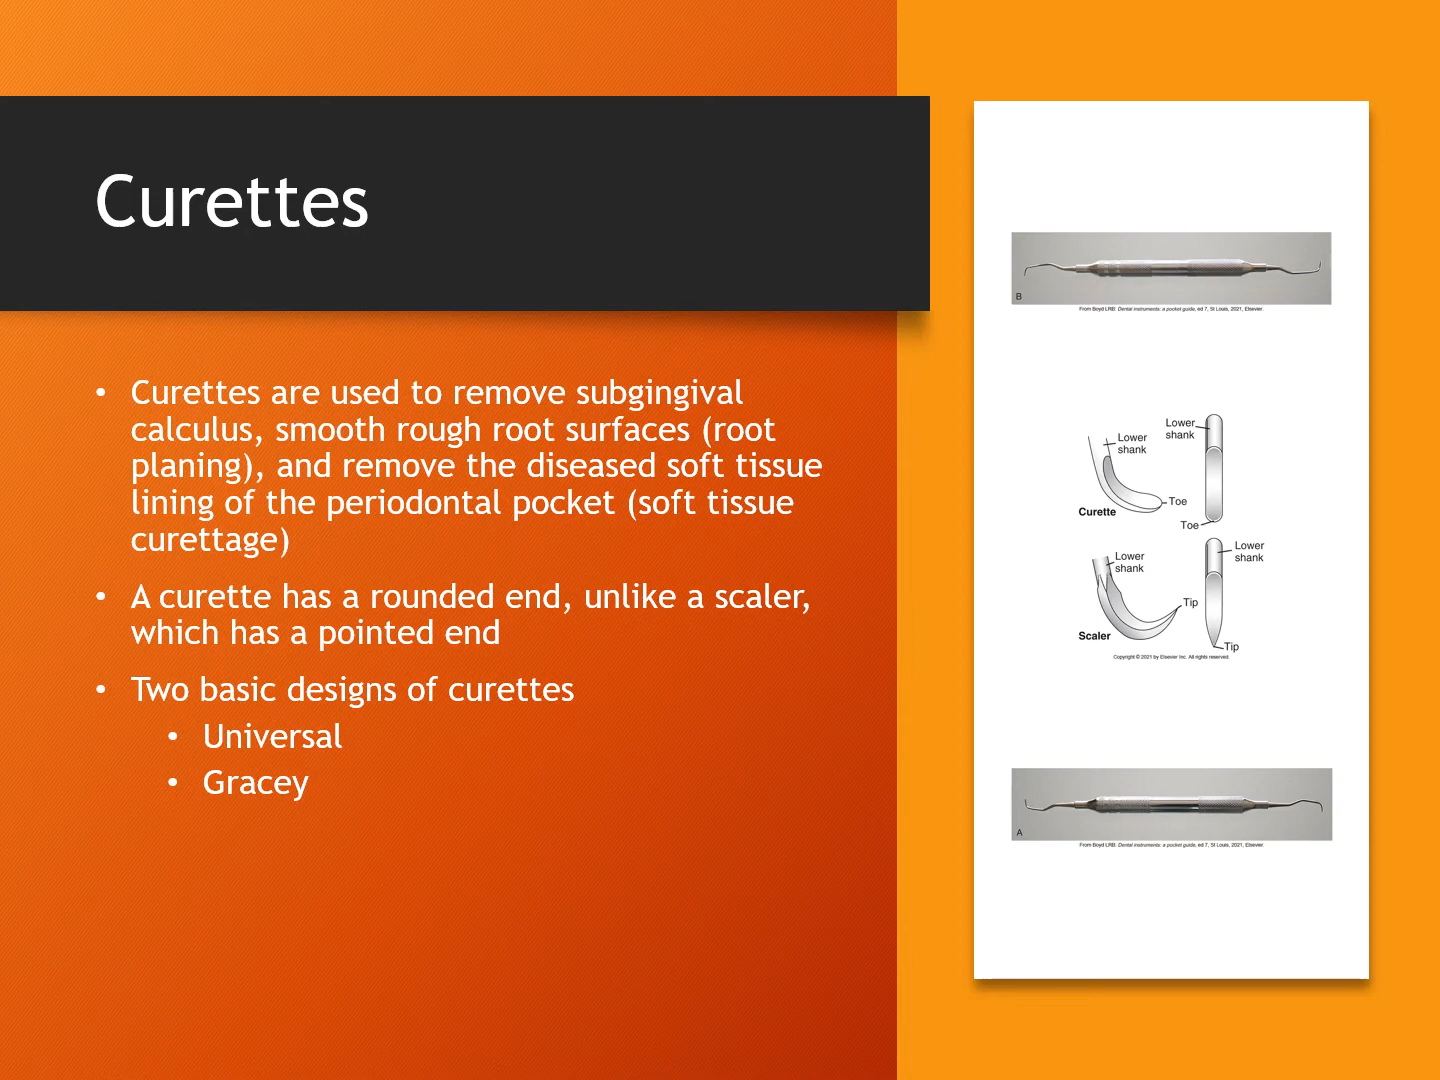 Curettes
• Curettes are used to remove subgingival
calculus, smooth rough root surfaces (root
planing), and remove the diseased soft tissue
lining of the periodontal pocket (soft tissue
curettage)
• A curette has a rounded end, unlike a scaler,
which has a pointed end
• Two basic designs of curettes
• Universal
• Gracey
B
From Boyd LRB: Dental instruments: a pocket guide, ed 7, St Louis, 2021, Elsevier.
Lower
shank
Lower
shank
Toe
Curette
Toe
Lower
shank
Lower
shank
Tip
Scaler
Tip
Copyright © 2021 by Elsevier Inc. All rights reserved.
A
From Boyd LRB: Dental instruments: a pocket guide, ed 7, St Louis, 2021, Elsevier.